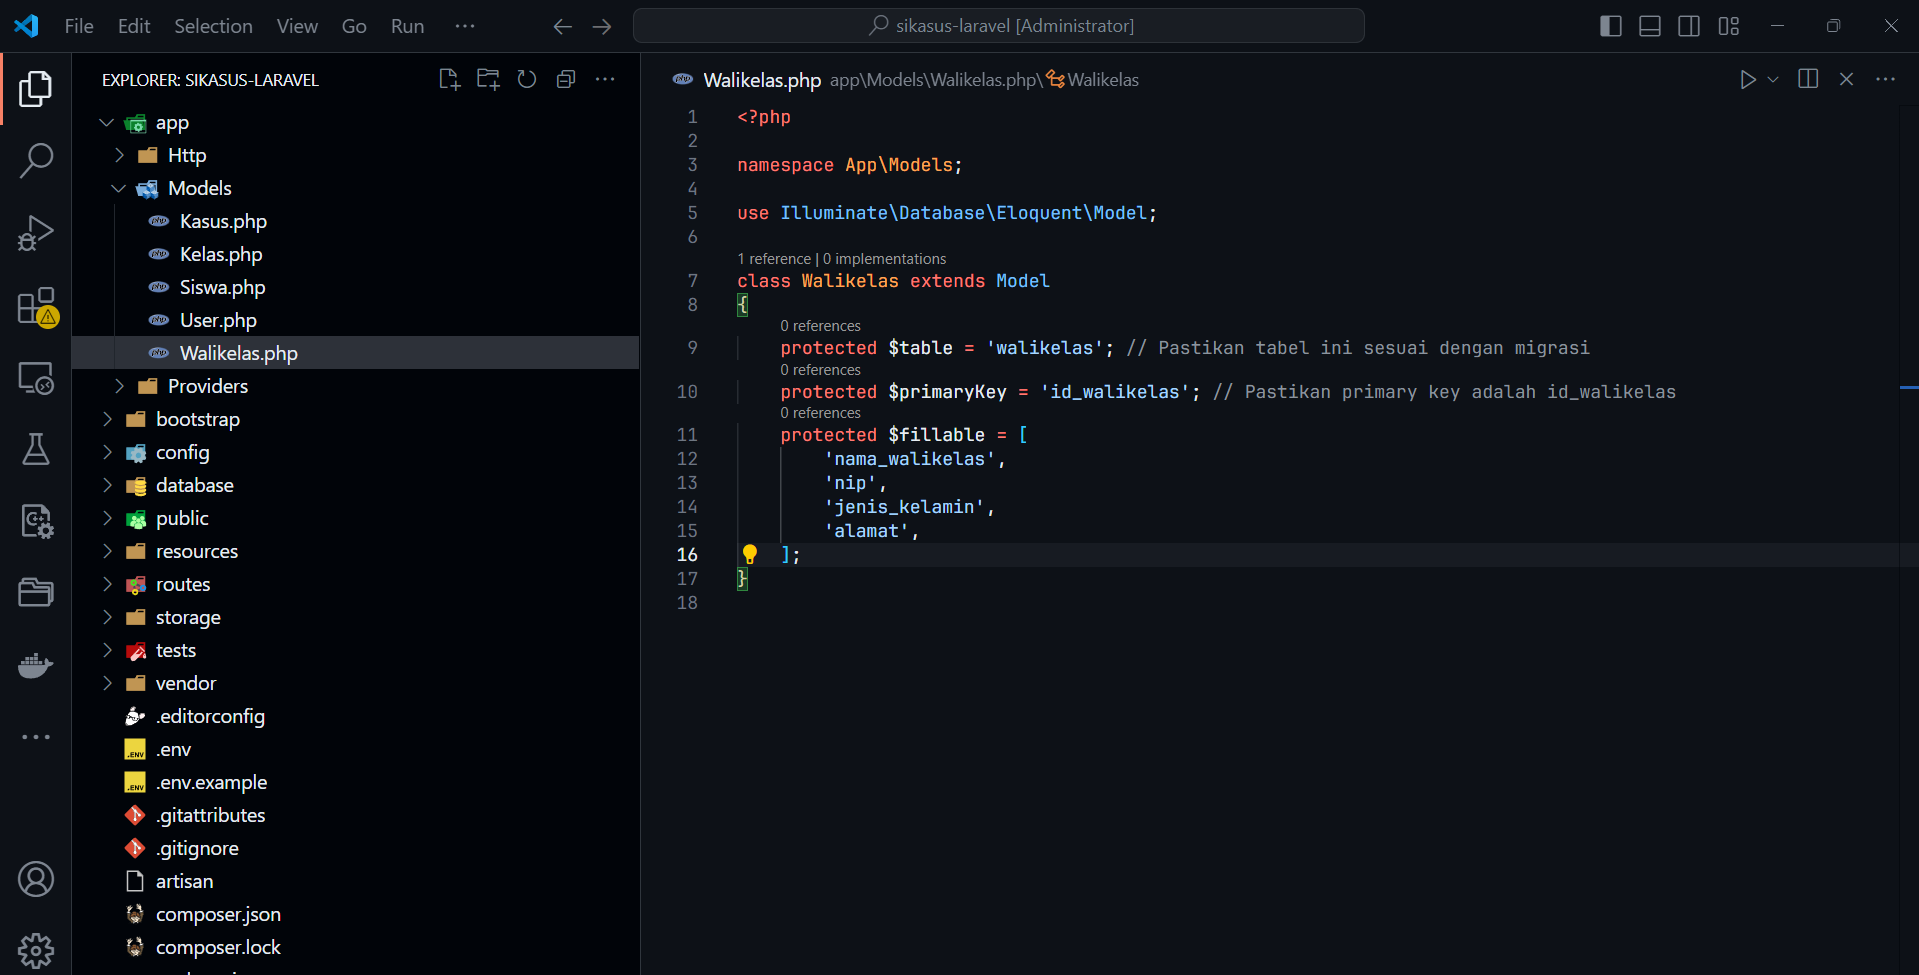 File Edit Selection View Go Run ··· sikasus-laravel [Administrator]
EXPLORER: SIKASUS-LARAVEL
app
Http
Models
Kasus.php
Kelas.php
Siswa.php
User.php
Walikelas.php
Providers
bootstrap
config
database
public
resources
routes
storage
tests
vendor
.editorconfig
.env
.env.example
.gitattributes
.gitignore
artisan
composer.json
composer.lock
Walikelas.php app\Models\Walikelas.php\Walikelas
1 <?php
2
3 namespace App\Models;
4
5 use Illuminate\Database\Eloquent\Model;
6
1 reference | 0 implementations
7 class Walikelas extends Model
8 {
0 references
9 protected $table = 'walikelas'; // Pastikan tabel ini sesuai dengan migrasi
0 references
10 protected $primaryKey = 'id_walikelas'; // Pastikan primary key adalah id_walikelas
0 references
11 protected $fillable = [
12 'nama_walikelas',
13 'nip',
14 'jenis_kelamin',
15 'alamat',
16 ];
17 }
18